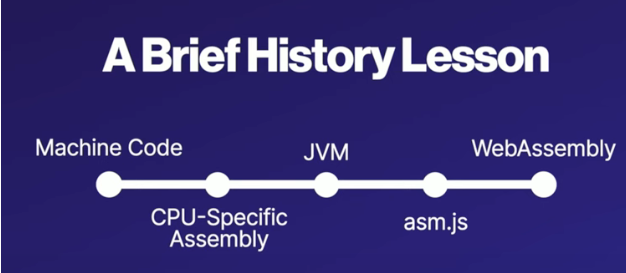 A Brief History Lesson
Machine Code
CPU-Specific
Assembly
JVM
asm.js
WebAssembly